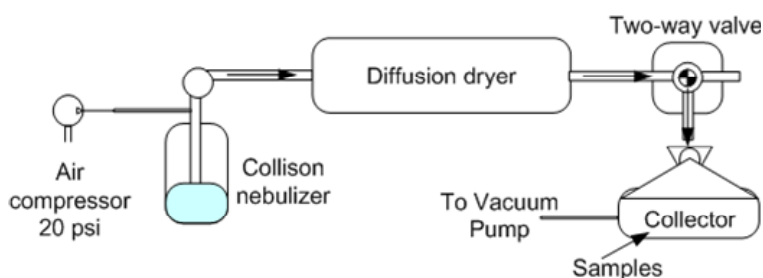 Two-way valve
Diffusion dryer
Air
compressor
20 psi
Collison
nebulizer
To Vacuum
Pump
Collector
Samples